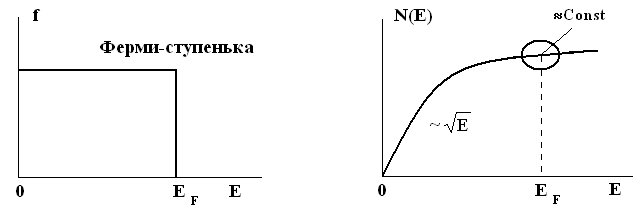 f
Ферми-ступенька
0 E F E
N(E)
≈Const
~√E
0 E F E